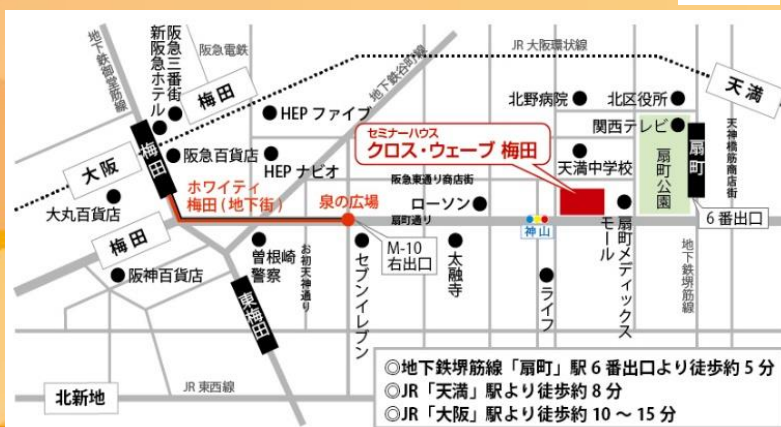 地下鉄御堂筋線
新阪急ホテル
阪急三番街
阪急電鉄
梅田
HEP ファイブ
地下鉄谷町線
JR 大阪環状線
天満
北野病院
北区役所
関西テレビ
セミナーハウス
クロス・ウェーブ 梅田
天満中学校
扇町公園
扇町
天神橋筋商店街
大阪
梅田
阪急百貨店
HEP ナビオ
阪急東通り商店街
大丸百貨店
ホワイティ
梅田(地下街)
泉の広場
ローソン
扇町通り
神山
6 番出口
梅田
阪神百貨店
曽根崎
警察
お初天神通り
セブンイレブン
M-10
右出口
太融寺
ライフ
扇町メディックス
モール
地下鉄堺筋線
東梅田
北新地
JR 東西線
◎地下鉄堺筋線「扇町」駅 6 番出口より徒歩約 5 分
◎JR「天満」駅より徒歩約 8 分
◎JR「大阪」駅より徒歩約 10 〜 15 分